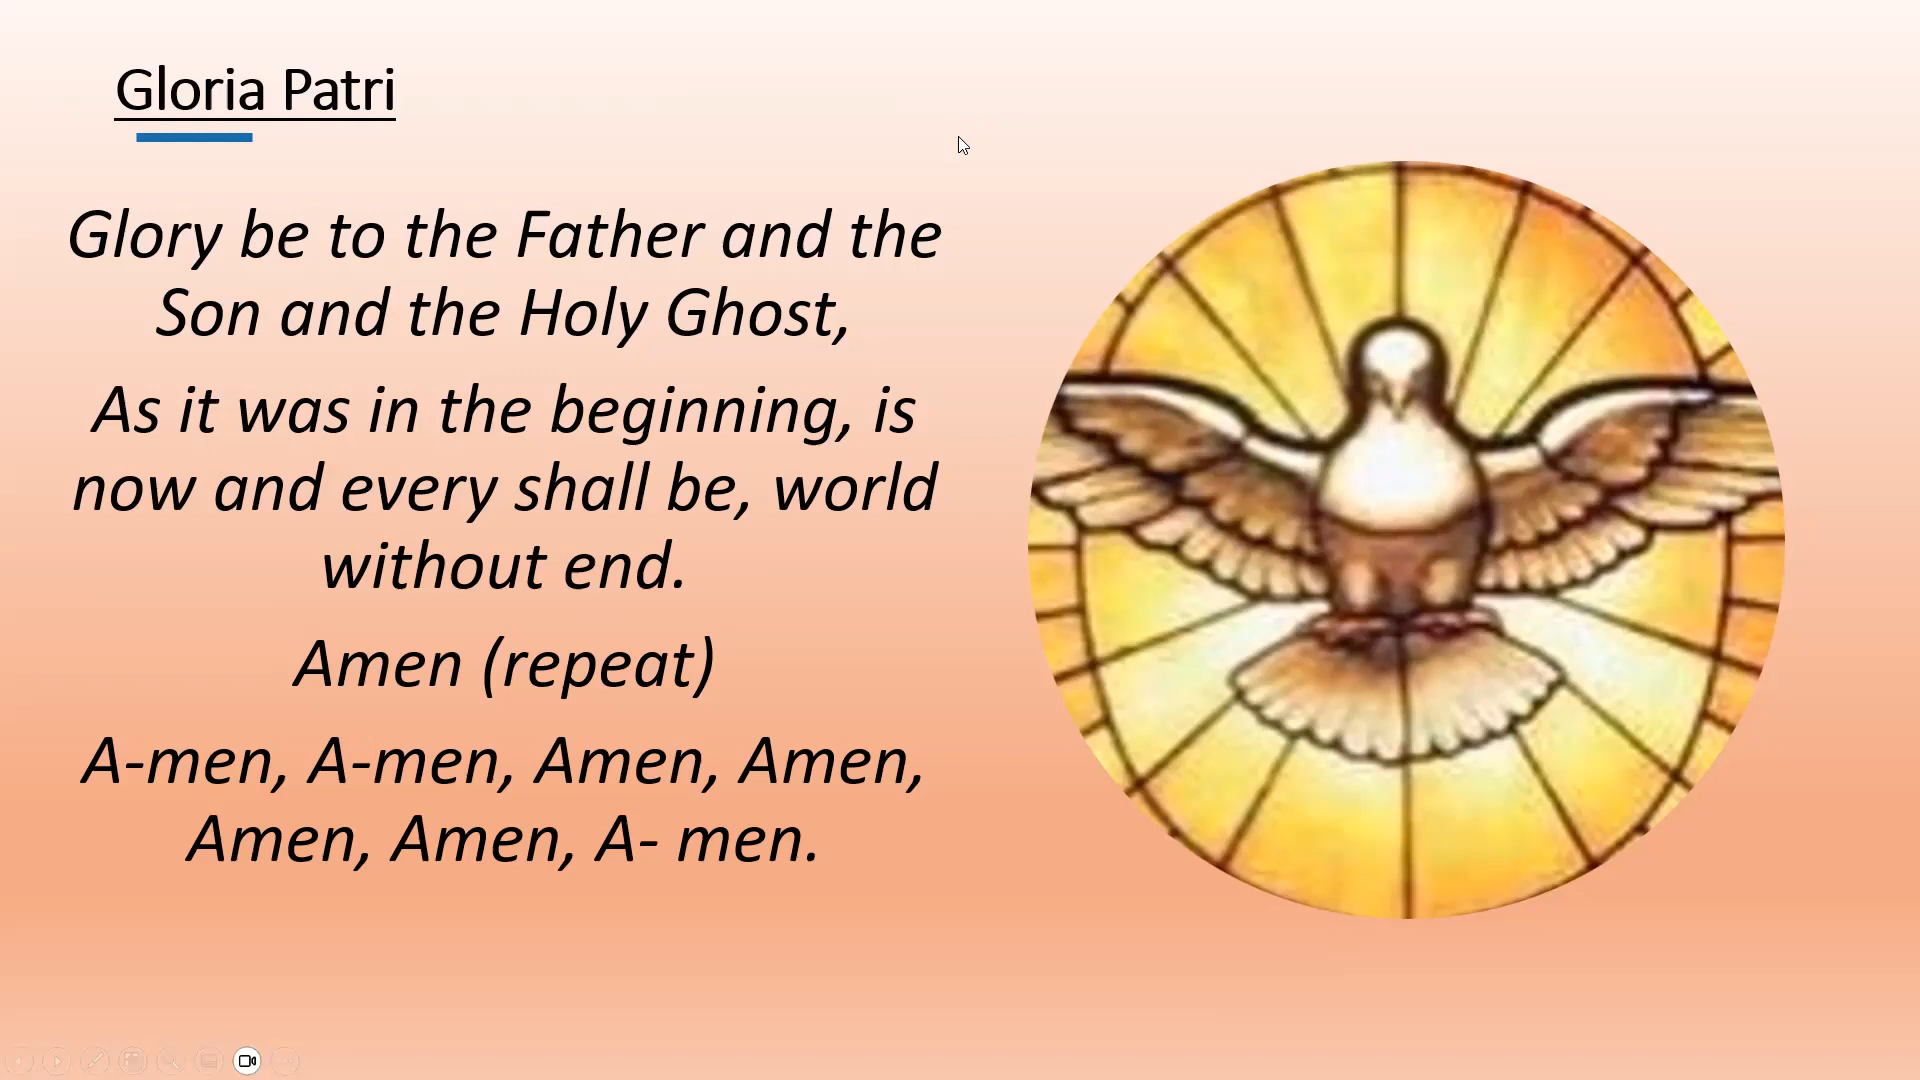 Gloria Patri
Glory be to the Father and the
Son and the Holy Ghost,
As it was in the beginning, is
now and every shall be, world
without end.
Amen (repeat)
A-men, A-men, Amen, Amen,
Amen, Amen, A- men.